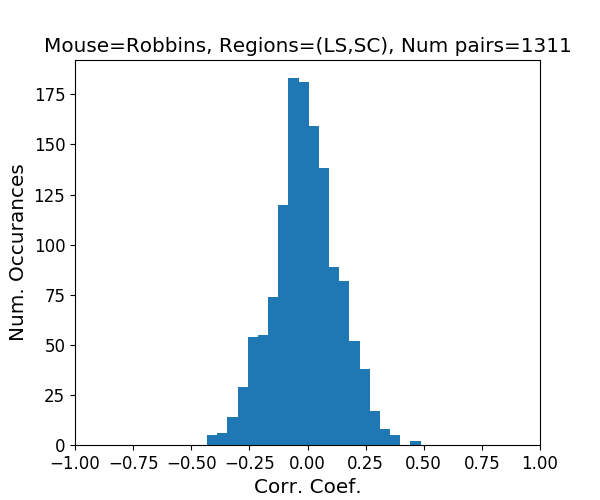 Mouse=Robbins, Regions=(LS,SC), Num pairs=1311
175
150
125
100
75
50
25
0
Num. Occurances
−1.00 −0.75 −0.50 −0.25 0.00 0.25 0.50 0.75 1.00
Corr. Coef.